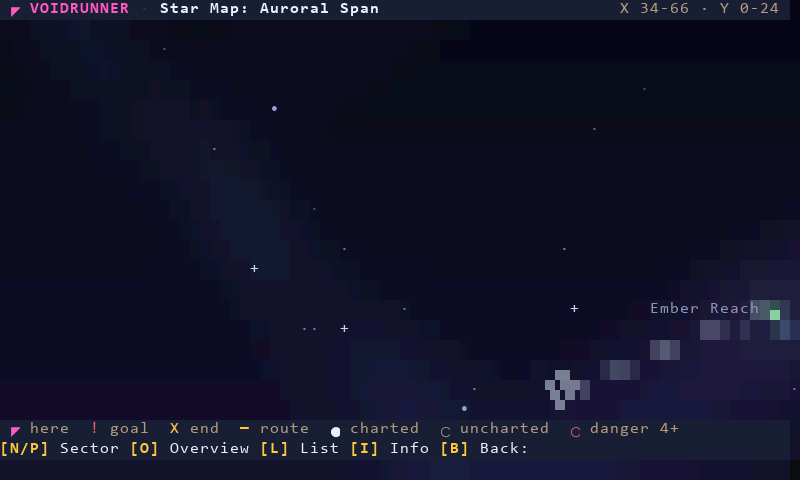 VOIDRUNNER · Star Map: Auroral Span X 34-66 · Y 0-24
Ember Reach
here ! goal X end — route ● charted ○ uncharted ○ danger 4+
[N/P] Sector [O] Overview [L] List [I] Info [B] Back: